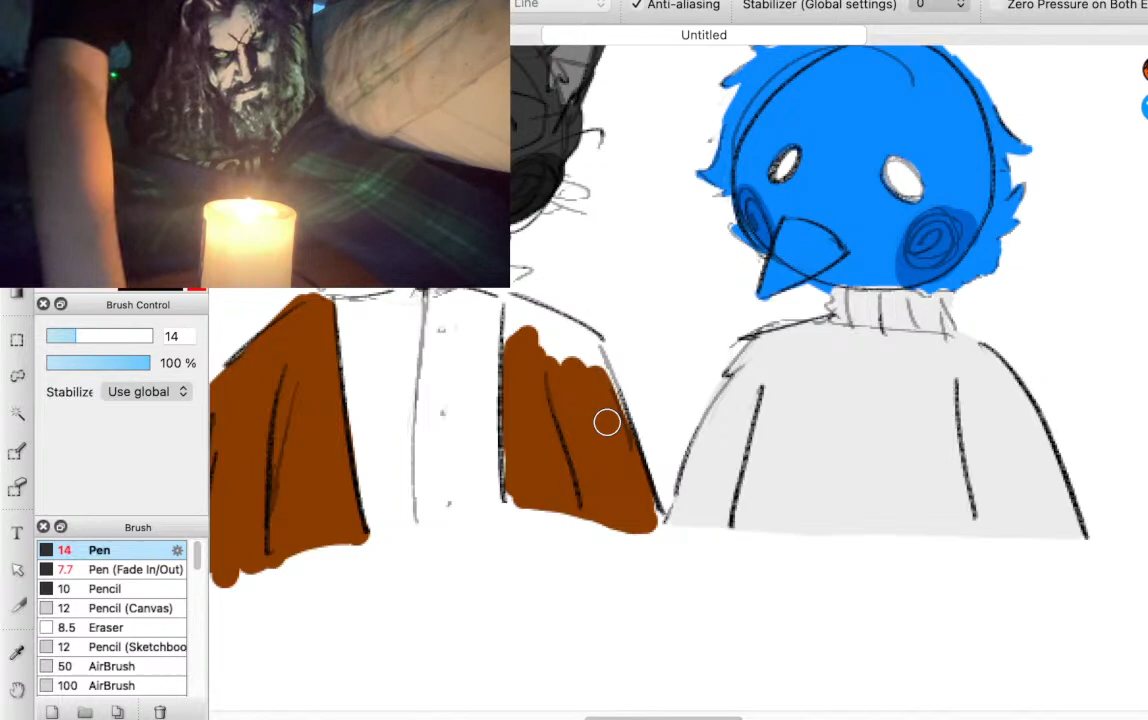 Line
✓ Anti-aliasing
Stabilizer (Global settings)
0
Zero Pressure on Both E
Untitled
Brush Control
14
100 %
Stabilize
Use global
Brush
14 Pen
7.7 Pen (Fade In/Out)
10 Pencil
12 Pencil (Canvas)
8.5 Eraser
12 Pencil (Sketchboo
50 AirBrush
100 AirBrush
T